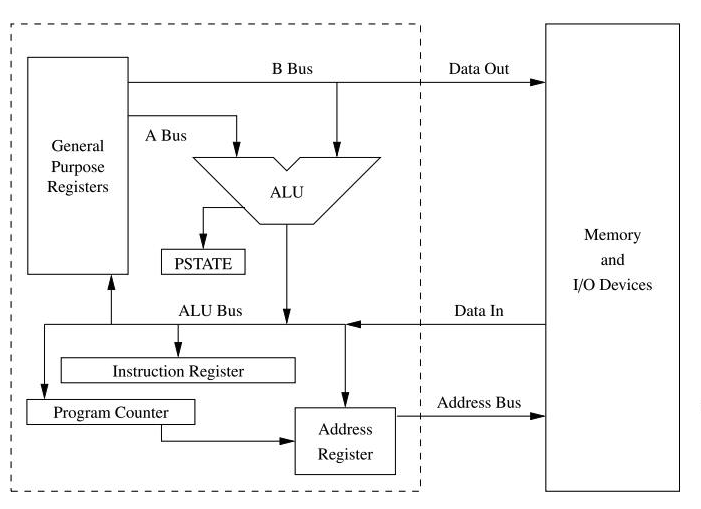 B Bus
Data Out
A Bus
General
Purpose
Registers
ALU
PSTATE
Memory
and
I/O Devices
ALU Bus
Data In
Instruction Register
Program Counter
Address Bus
Address
Register